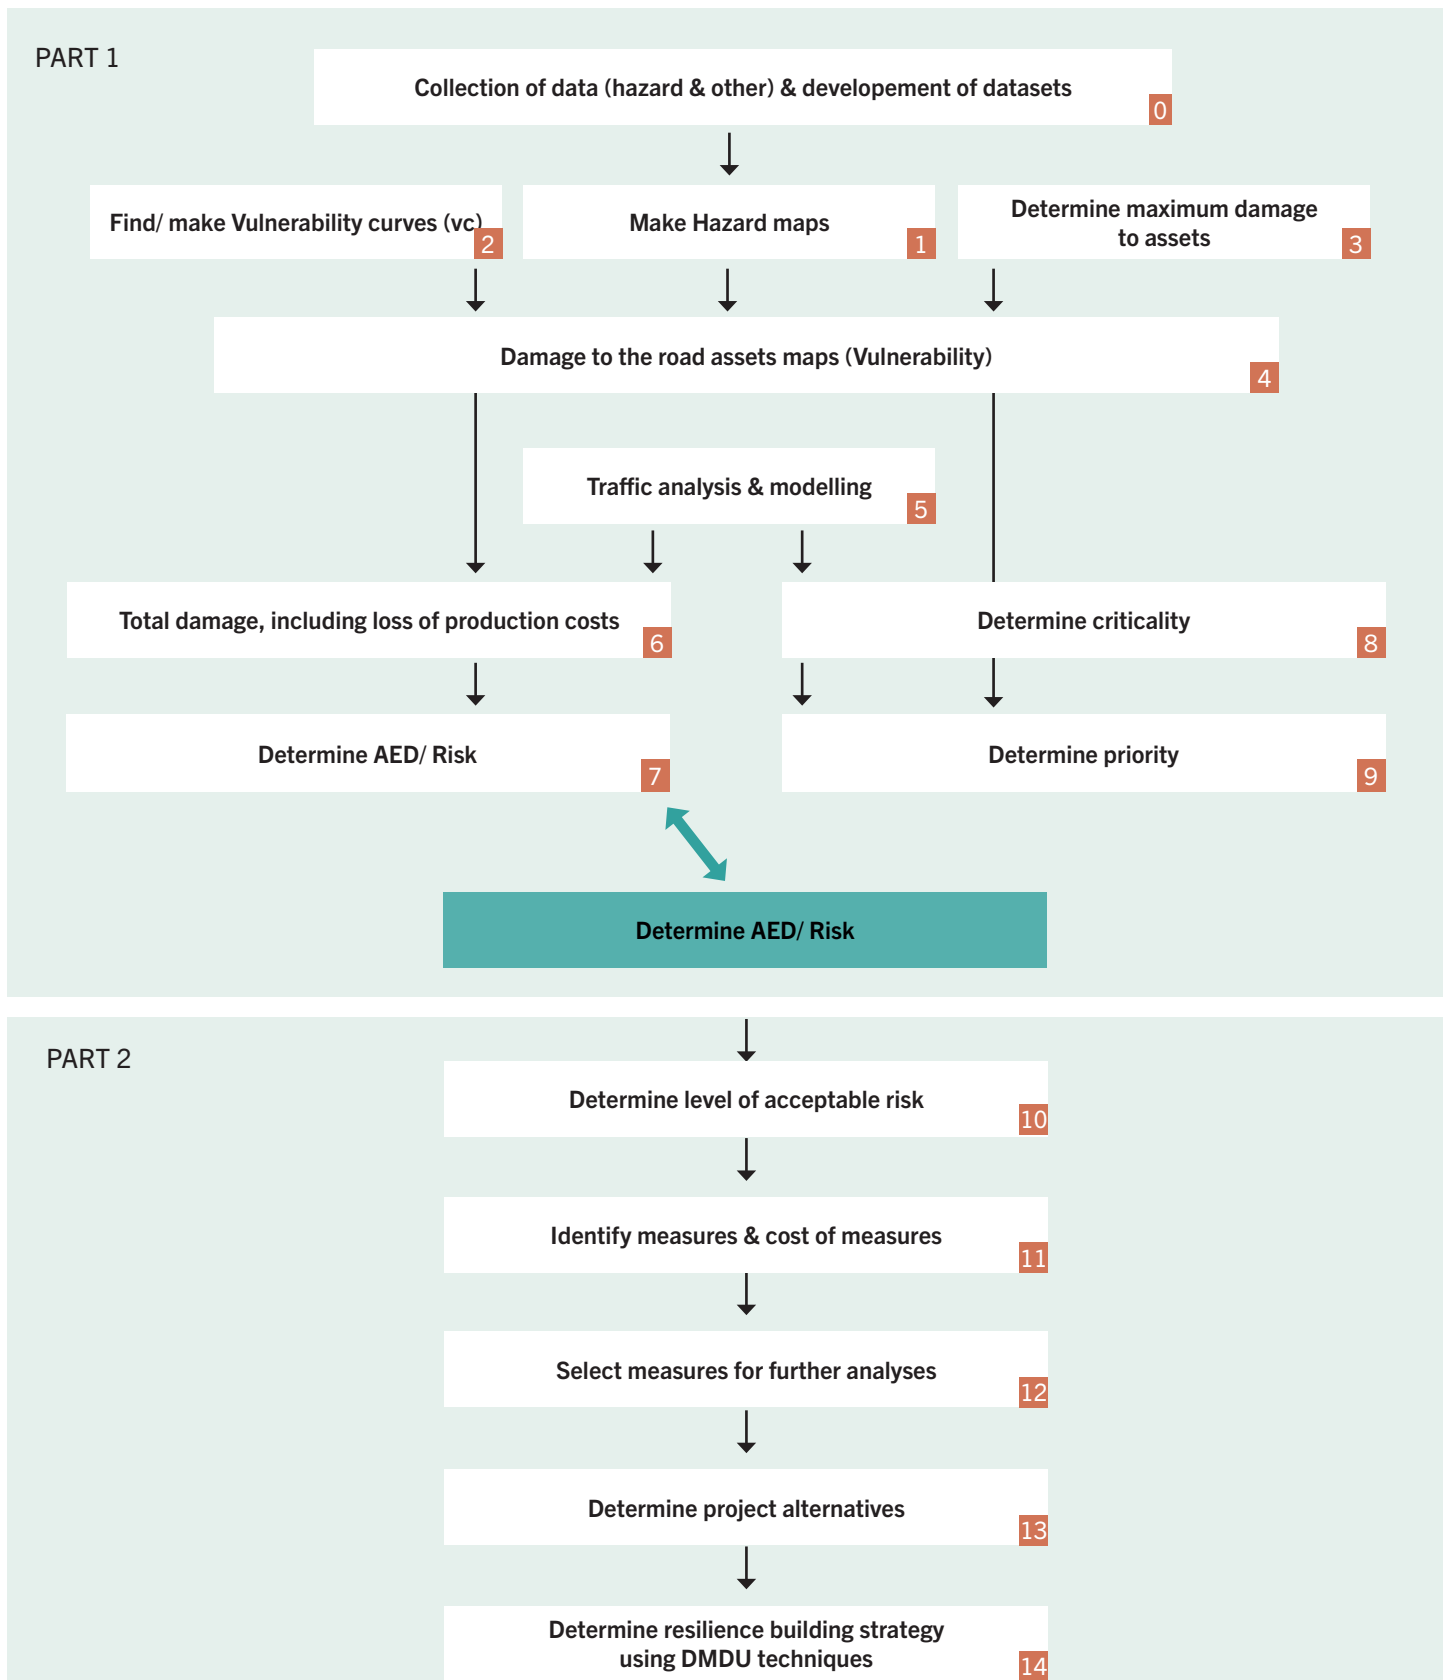 PART 1
Collection of data (hazard & other) & developement of datasets
0
Find/ make Vulnerability curves (vc)
2
Make Hazard maps
1
Determine maximum damage
to assets
3
Damage to the road assets maps (Vulnerability)
4
Traffic analysis & modelling
5
Total damage, including loss of production costs
6
Determine criticality
8
Determine AED/ Risk
7
Determine priority
9
Determine AED/ Risk
PART 2
Determine level of acceptable risk
10
Identify measures & cost of measures
11
Select measures for further analyses
12
Determine project alternatives
13
Determine resilience building strategy
using DMDU techniques
14